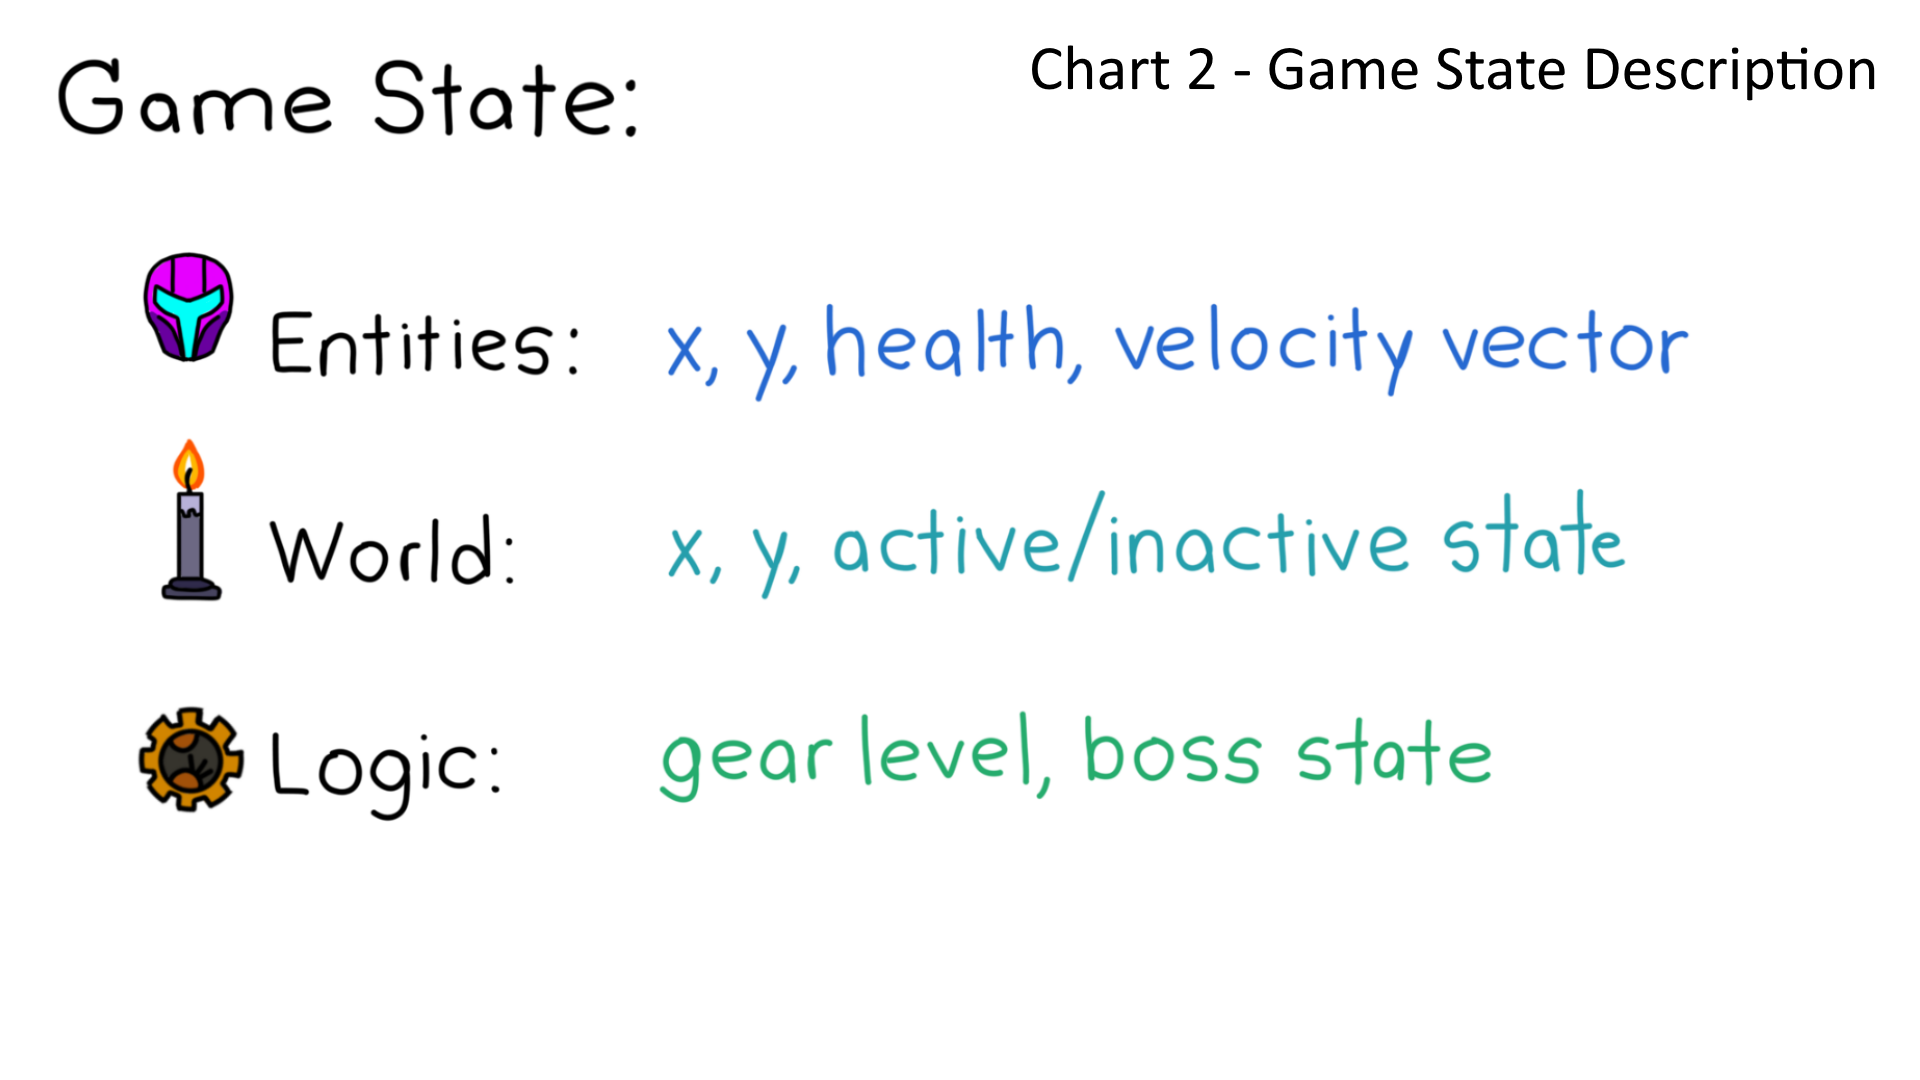 Game State:
Chart 2 - Game State Description
Entities: x, y, health, velocity vector
World: x, y, active/inactive state
Logic: gear level, boss state